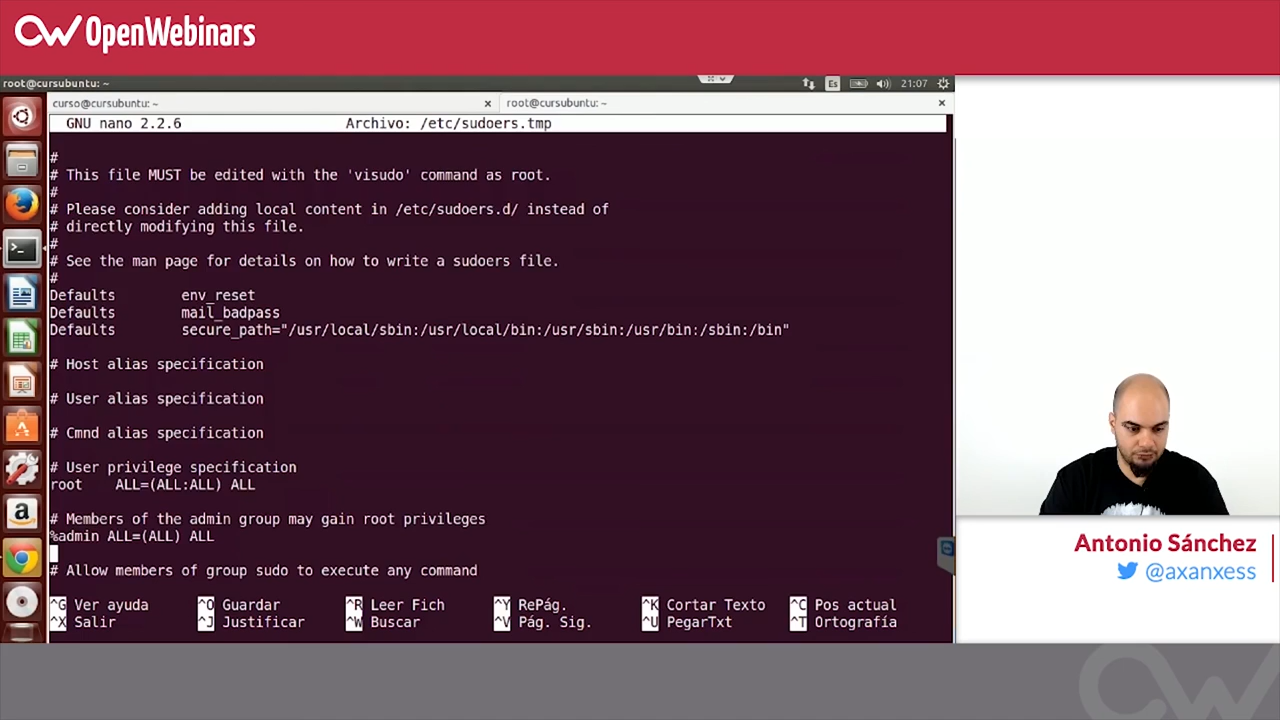 OpenWebinars
root@cursubuntu: ~
Es
21:07
curso@cursubuntu: ~ ×
root@cursubuntu: ~ ×
GNU nano 2.2.6 Archivo: /etc/sudoers.tmp
#
# This file MUST be edited with the 'visudo' command as root.
#
# Please consider adding local content in /etc/sudoers.d/ instead of
# directly modifying this file.
#
# See the man page for details on how to write a sudoers file.
#
Defaults env_reset
Defaults mail_badpass
Defaults secure_path="/usr/local/sbin:/usr/local/bin:/usr/sbin:/usr/bin:/sbin:/bin"
# Host alias specification
# User alias specification
# Cmnd alias specification
# User privilege specification
root ALL=(ALL:ALL) ALL
# Members of the admin group may gain root privileges
%admin ALL=(ALL) ALL
# Allow members of group sudo to execute any command
^G Ver ayuda ^O Guardar ^R Leer Fich ^Y RePág. ^K Cortar Texto ^C Pos actual
^X Salir ^J Justificar ^W Buscar ^V Pág. Sig. ^U PegarTxt ^T Ortografía
Antonio Sánchez
@axanxess